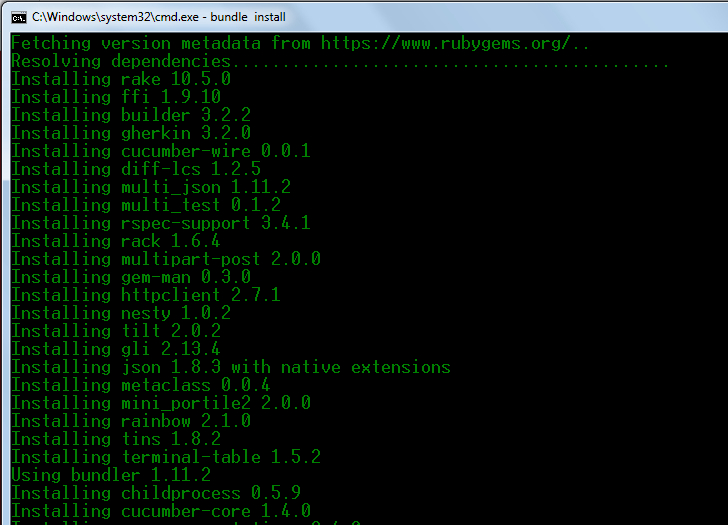 C:\Windows\system32\cmd.exe - bundle  install
Fetching version metadata from https://www.rubygems.org/..
Resolving dependencies...........................................
Installing rake 10.5.0
Installing ffi 1.9.10
Installing builder 3.2.2
Installing gherkin 3.2.0
Installing cucumber-wire 0.0.1
Installing diff-lcs 1.2.5
Installing multi_json 1.11.2
Installing multi_test 0.1.2
Installing rspec-support 3.4.1
Installing rack 1.6.4
Installing multipart-post 2.0.0
Installing gem-man 0.3.0
Installing httpclient 2.7.1
Installing nesty 1.0.2
Installing tilt 2.0.2
Installing gli 2.13.4
Installing json 1.8.3 with native extensions
Installing metaclass 0.0.4
Installing mini_portile2 2.0.0
Installing rainbow 2.1.0
Installing tins 1.8.2
Installing terminal-table 1.5.2
Using bundler 1.11.2
Installing childprocess 0.5.9
Installing cucumber-core 1.4.0